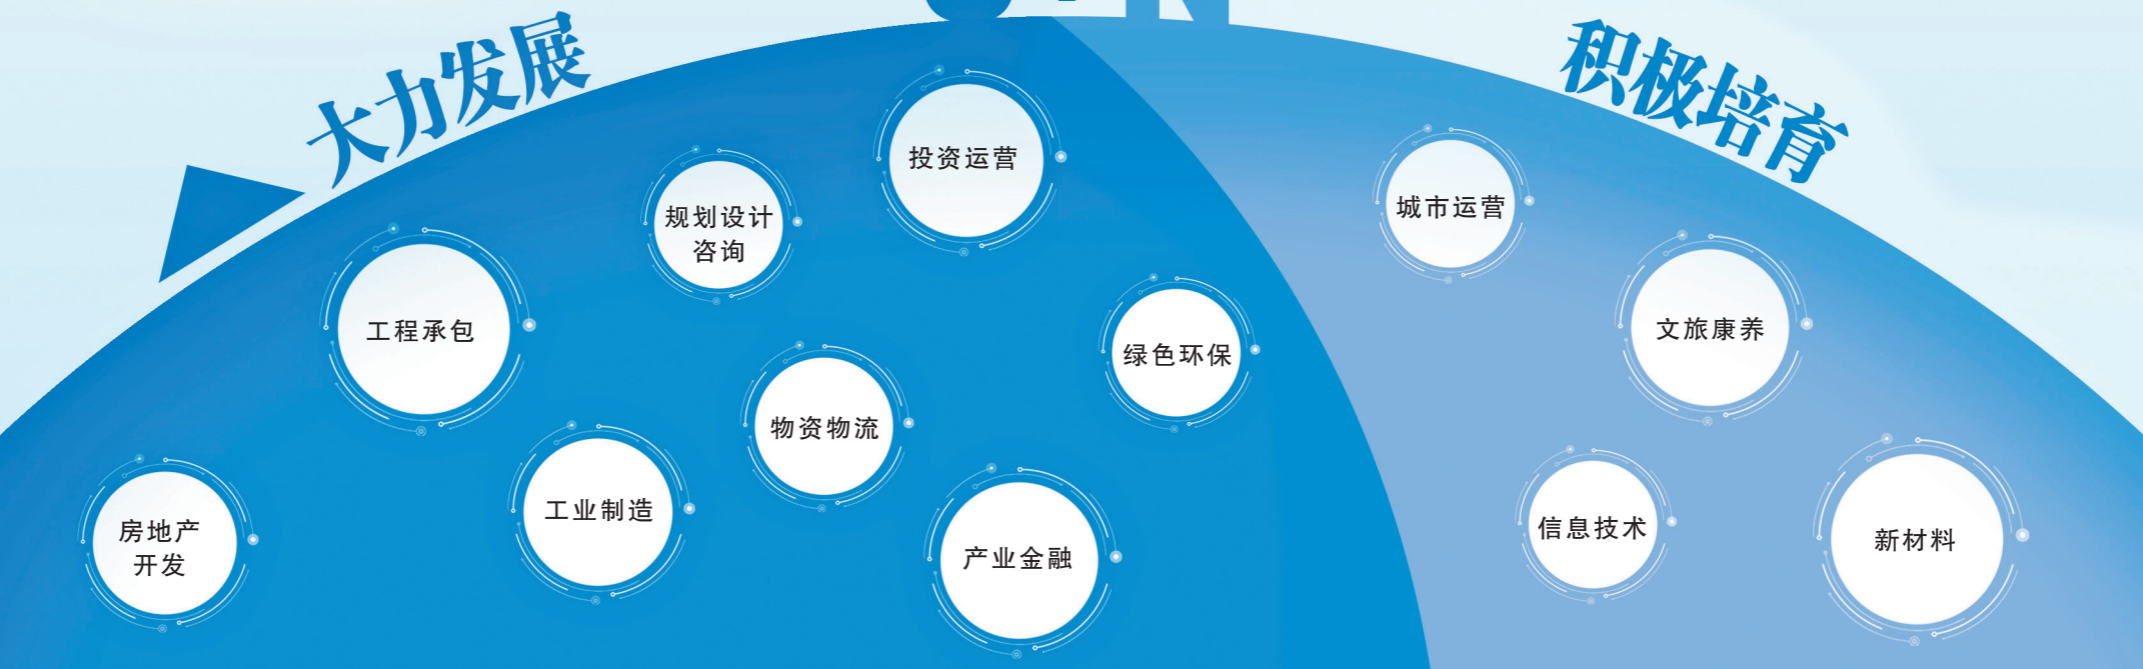 大力发展
投资运营
规划设计
咨询
工程承包
绿色环保
物资物流
工业制造
房地产
开发
产业金融
积极培育
城市运营
文旅康养
信息技术
新材料